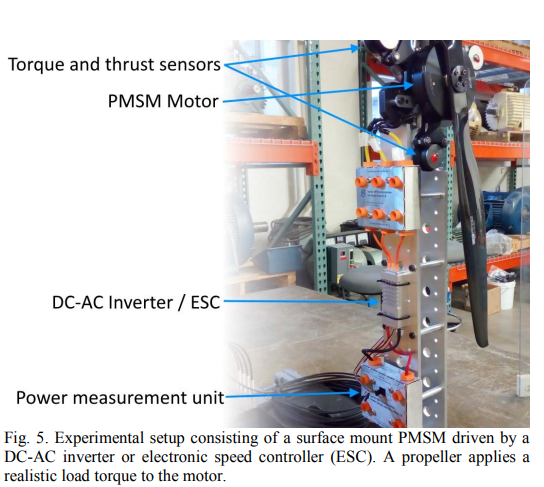 Torque and thrust sensors
PMSM Motor
DC-AC Inverter / ESC
Power measurement unit
Fig. 5. Experimental setup consisting of a surface mount PMSM driven by a
DC-AC inverter or electronic speed controller (ESC). A propeller applies a
realistic load torque to the motor.